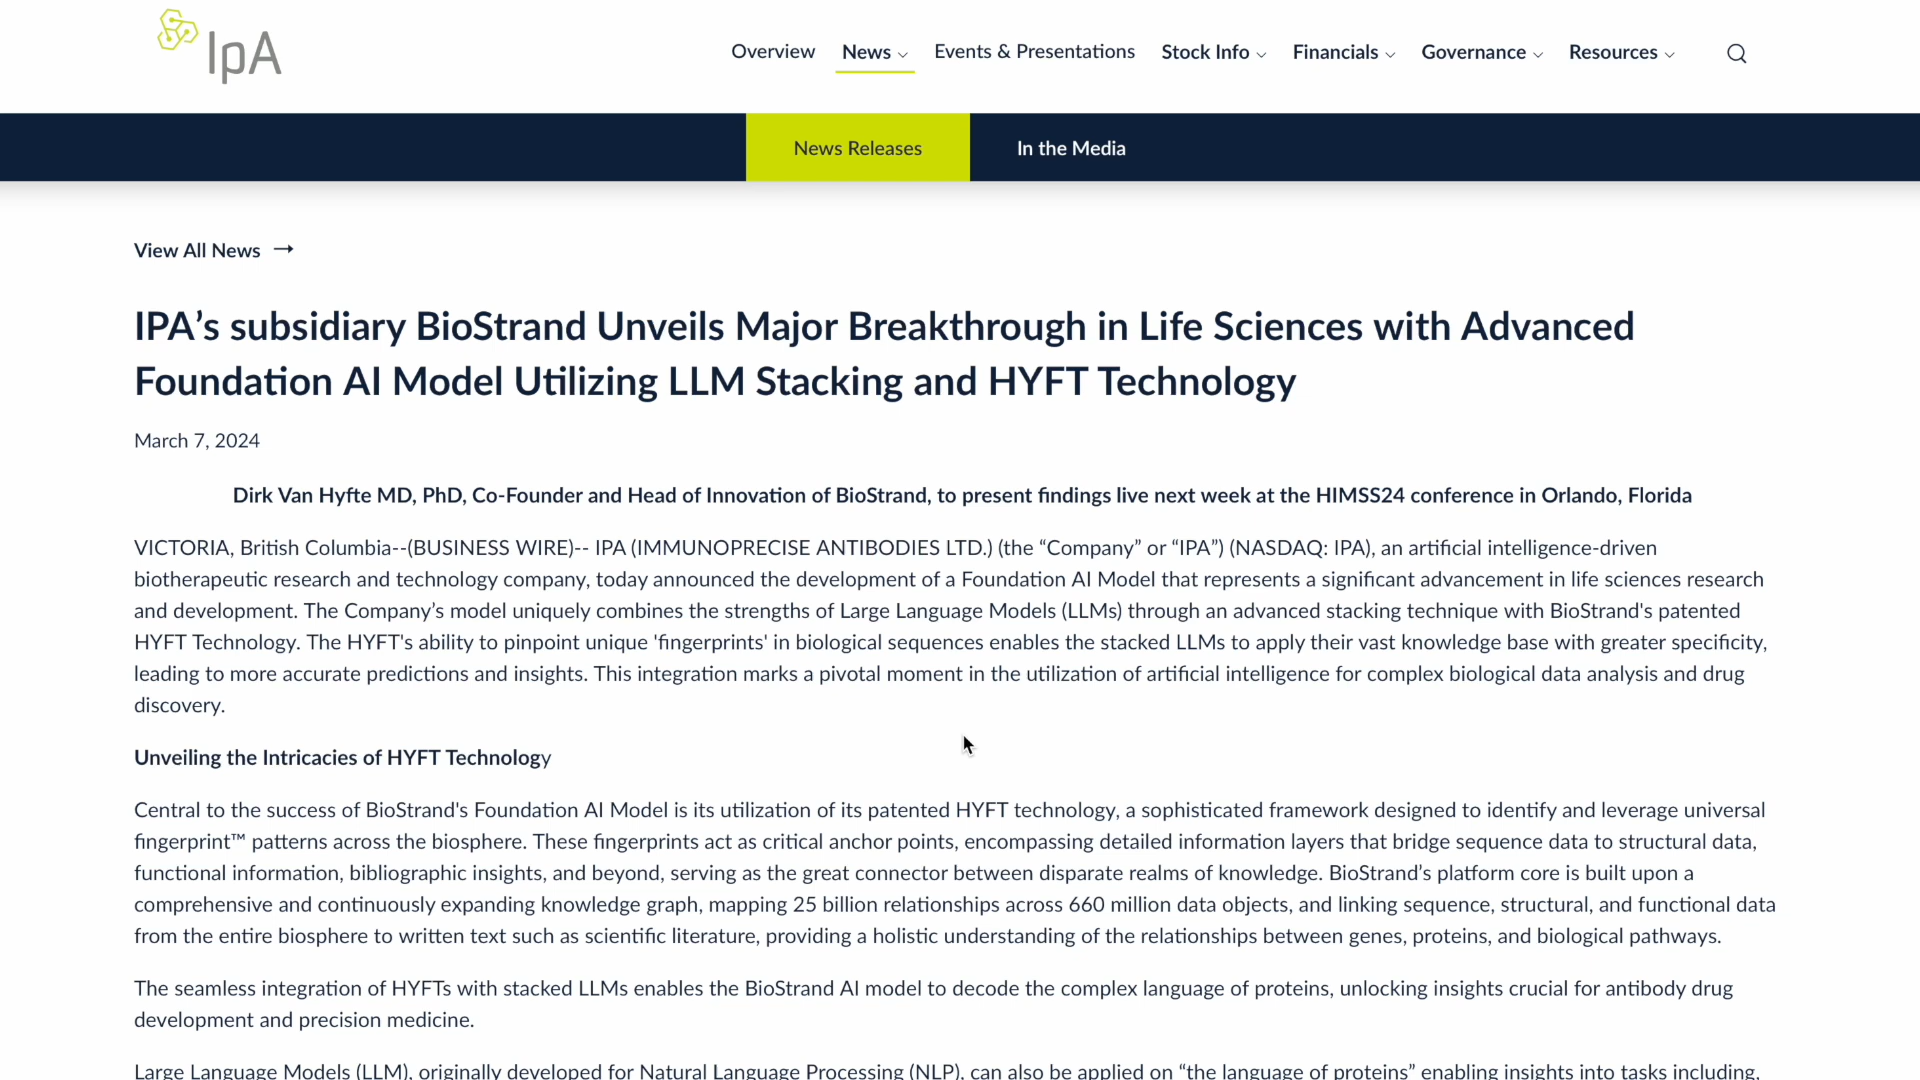 IpA
Overview
News
Events & Presentations
Stock Info
Financials
Governance
Resources
News Releases
In the Media
View All News →
IPA’s subsidiary BioStrand Unveils Major Breakthrough in Life Sciences with Advanced
Foundation AI Model Utilizing LLM Stacking and HYFT Technology
March 7, 2024
Dirk Van Hyfte MD, PhD, Co-Founder and Head of Innovation of BioStrand, to present findings live next week at the HIMSS24 conference in Orlando, Florida
VICTORIA, British Columbia--(BUSINESS WIRE)-- IPA (IMMUNOPRECISE ANTIBODIES LTD.) (the “Company” or “IPA”) (NASDAQ: IPA), an artificial intelligence-driven
biotherapeutic research and technology company, today announced the development of a Foundation AI Model that represents a significant advancement in life sciences research
and development. The Company’s model uniquely combines the strengths of Large Language Models (LLMs) through an advanced stacking technique with BioStrand's patented
HYFT Technology. The HYFT's ability to pinpoint unique 'fingerprints' in biological sequences enables the stacked LLMs to apply their vast knowledge base with greater specificity,
leading to more accurate predictions and insights. This integration marks a pivotal moment in the utilization of artificial intelligence for complex biological data analysis and drug
discovery.
Unveiling the Intricacies of HYFT Technology
Central to the success of BioStrand's Foundation AI Model is its utilization of its patented HYFT technology, a sophisticated framework designed to identify and leverage universal
fingerprint™ patterns across the biosphere. These fingerprints act as critical anchor points, encompassing detailed information layers that bridge sequence data to structural data,
functional information, bibliographic insights, and beyond, serving as the great connector between disparate realms of knowledge. BioStrand’s platform core is built upon a
comprehensive and continuously expanding knowledge graph, mapping 25 billion relationships across 660 million data objects, and linking sequence, structural, and functional data
from the entire biosphere to written text such as scientific literature, providing a holistic understanding of the relationships between genes, proteins, and biological pathways.
The seamless integration of HYFTs with stacked LLMs enables the BioStrand AI model to decode the complex language of proteins, unlocking insights crucial for antibody drug
development and precision medicine.
Large Language Models (LLM), originally developed for Natural Language Processing (NLP), can also be applied on “the language of proteins” enabling insights into tasks including,